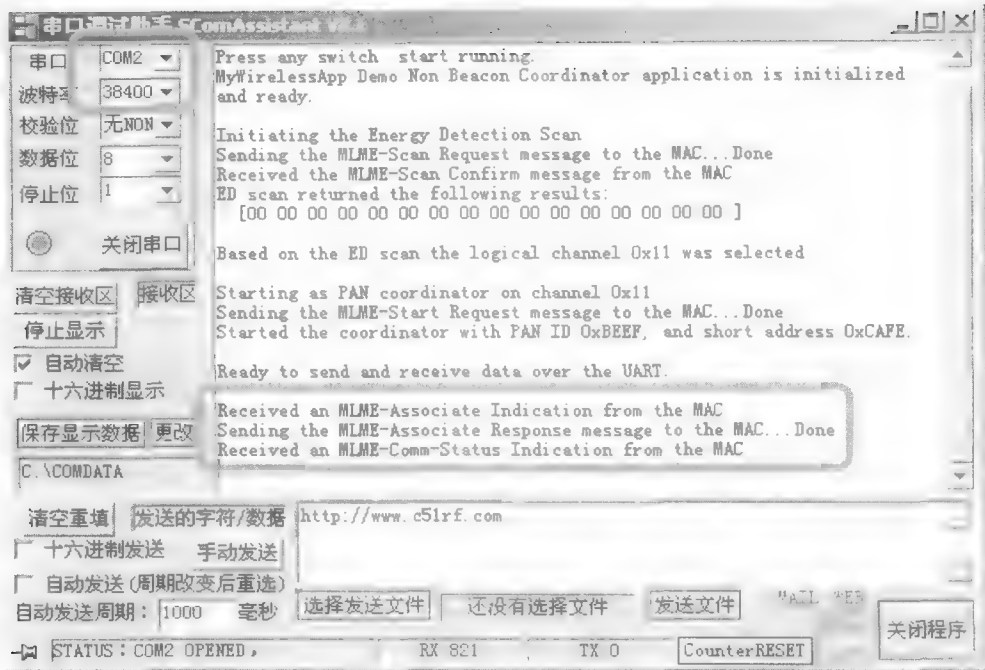 串口调试助手 SComAssistant
串口 COM2
波特率 38400
校验位 无NON
数据位 8
停止位 1
关闭串口
清空接收区 接收区
停止显示
自动清空
十六进制显示
保存显示数据 更改
C:\COMDATA
Press any switch start running.
MyWirelessApp Demo Non Beacon Coordinator application is initialized
and ready.
Initiating the Energy Detection Scan
Sending the MLME-Scan Request message to the MAC...Done
Received the MLME-Scan Confirm message from the MAC
ED scan returned the following results:
[00 00 00 00 00 00 00 00 00 00 00 00 00 00 00 00 ]
Based on the ED scan the logical channel 0x11 was selected
Starting as PAN coordinator on channel 0x11
Sending the MLME-Start Request message to the MAC...Done
Started the coordinator with PAN ID 0xBEEF, and short address 0xCAFE.
Ready to send and receive data over the UART.
Received an MLME-Associate Indication from the MAC
Sending the MLME-Associate Response message to the MAC...Done
Received an MLME-Comm-Status Indication from the MAC
清空重填 发送的字符/数据 http://www.c51rf.com
十六进制发送 手动发送
自动发送(周期改变后重选)
自动发送周期: 1000 毫秒 选择发送文件 还没有选择文件 发送文件
关闭程序
STATUS:COM2 OPENED, RX 821 TX 0 CounterRESET